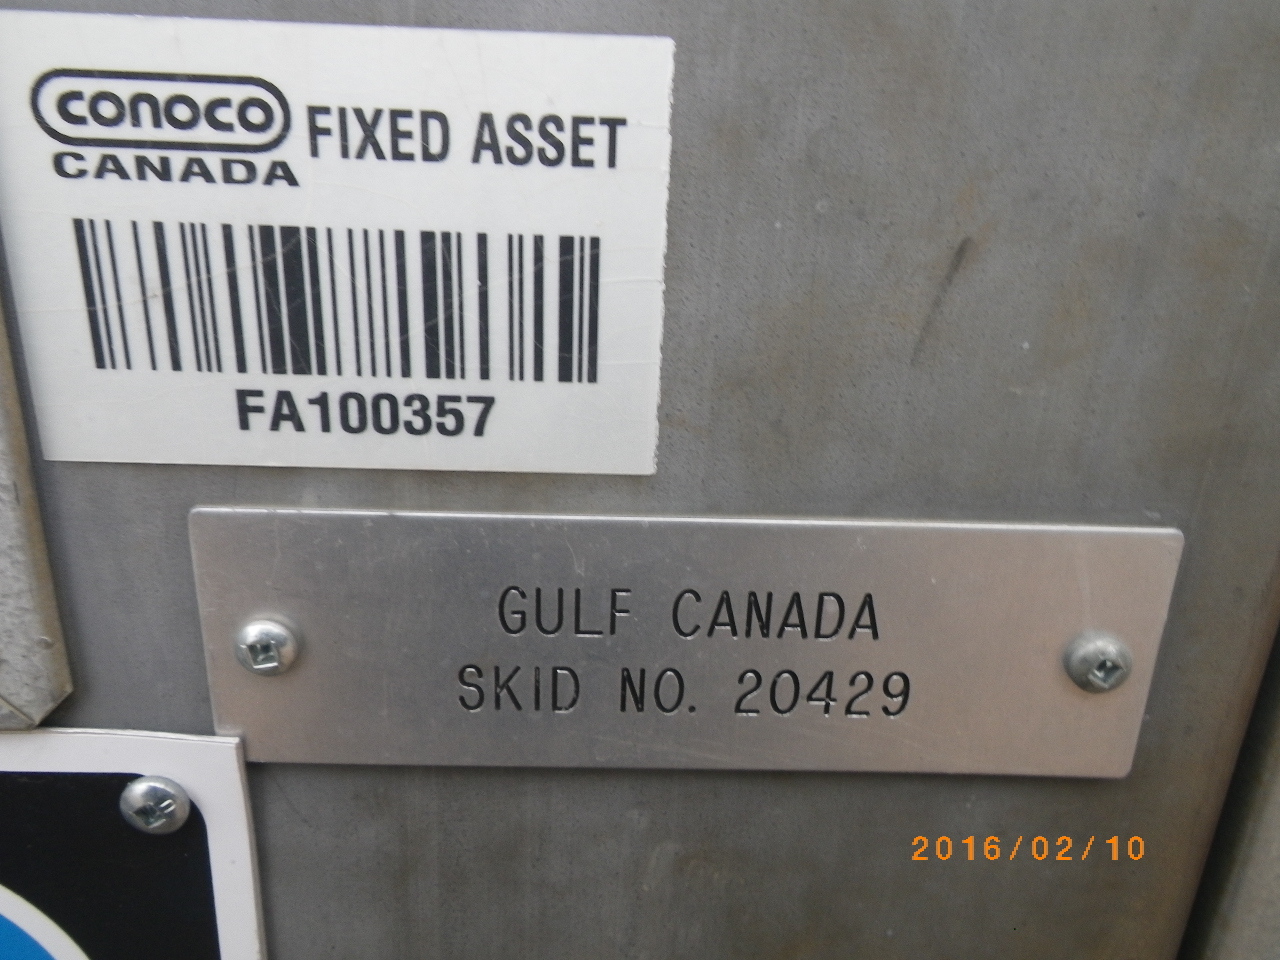 CONOCO
CANADA
FIXED ASSET
FA100357
GULF CANADA
SKID NO. 20429
2016/02/10